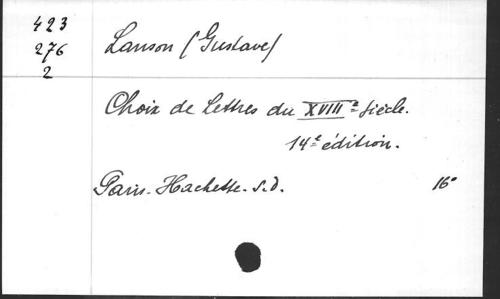 423
276
2
Lanson (Gustave)
Choix de Lettres du XVIIIe Siècle.
14e édition.
Paris. Hachette. s.d. 16°